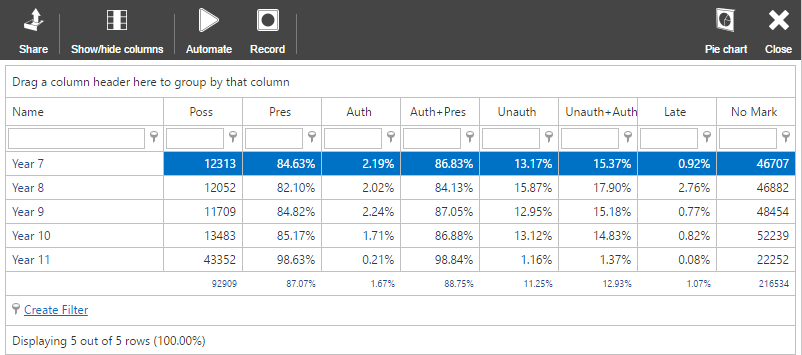 Share Show/hide columns Automate Record Pie chart Close
Drag a column header here to group by that column
Name Poss Pres Auth Auth+Pres Unauth Unauth+Auth Late No Mark
Year 7 12313 84.63% 2.19% 86.83% 13.17% 15.37% 0.92% 46707
Year 8 12052 82.10% 2.02% 84.13% 15.87% 17.90% 2.76% 46882
Year 9 11709 84.82% 2.24% 87.05% 12.95% 15.18% 0.77% 48454
Year 10 13483 85.17% 1.71% 86.88% 13.12% 14.83% 0.82% 52239
Year 11 43352 98.63% 0.21% 98.84% 1.16% 1.37% 0.08% 22252
92909 87.07% 1.67% 88.75% 11.25% 12.93% 1.07% 216534
Create Filter
Displaying 5 out of 5 rows (100.00%)